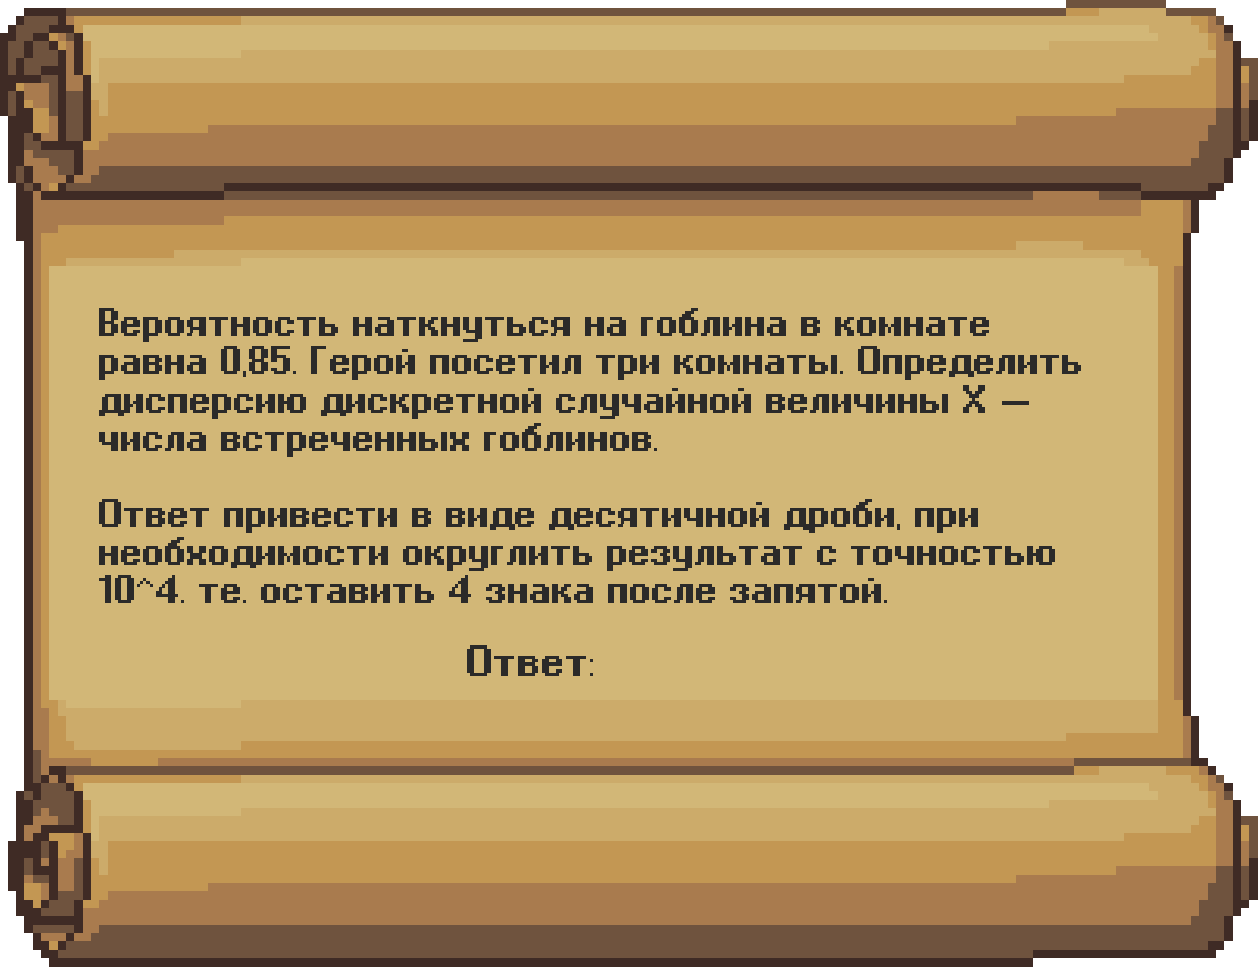 Вероятность наткнуться на гоблина в комнате
равна 0,85. Герой посетил три комнаты. Определить
дисперсию дискретной случайной величины X —
числа встреченных гоблинов.
Ответ привести в виде десятичной дроби, при
необходимости округлить результат с точностью
10^4. те. оставить 4 знака после запятой.
Ответ: